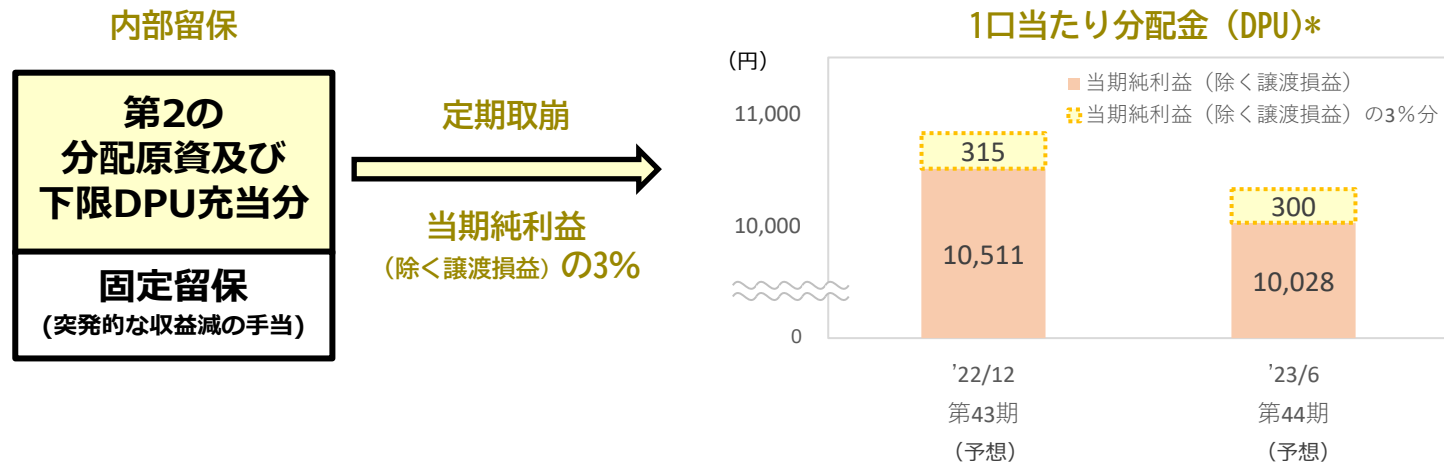 内部留保
第2の
分配原資及び
下限DPU充当分
固定留保
(突発的な収益減の手当)
定期取崩
当期純利益
（除く譲渡損益）の3%
1口当たり分配金（DPU)*
（円）
当期純利益（除く譲渡損益）
当期純利益（除く譲渡損益）の3%分
11,000
10,000
0
315
10,511
300
10,028
’22/12
第43期
（予想）
’23/6
第44期
（予想）